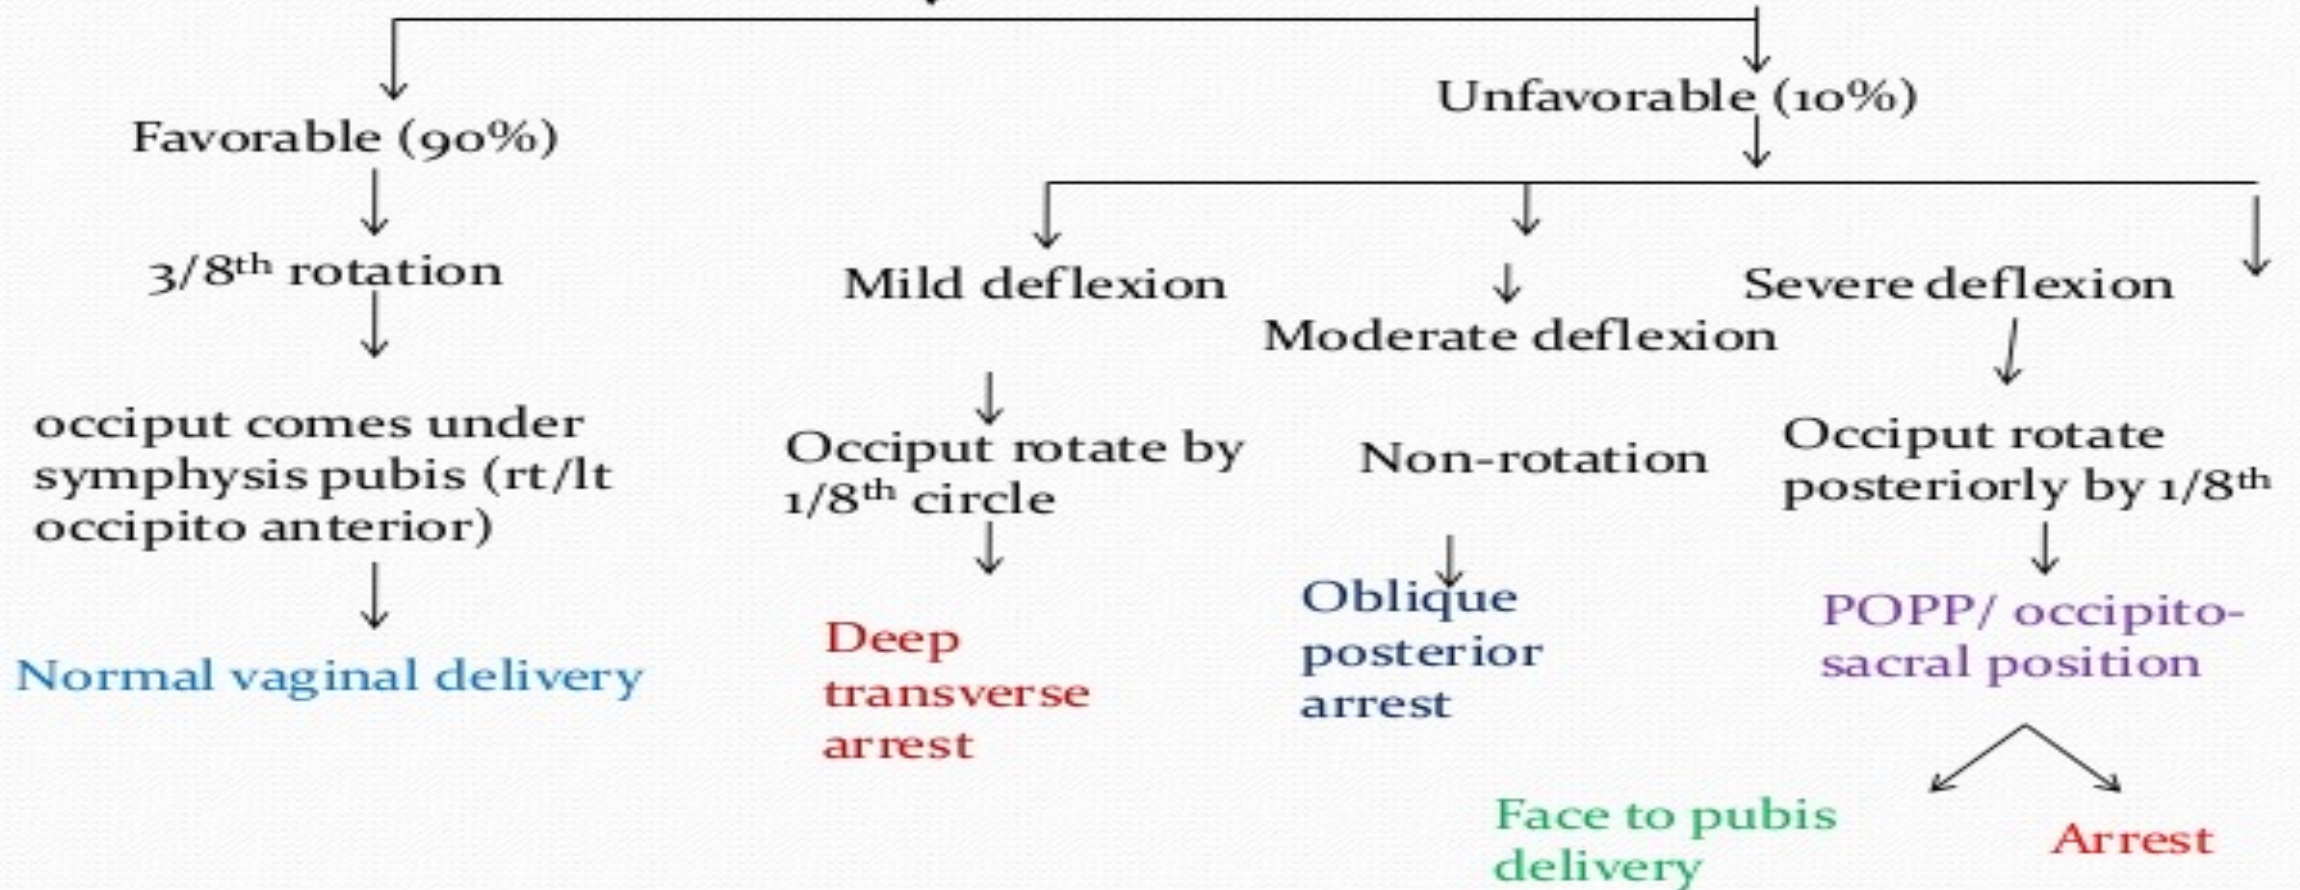 Favorable (90%)
3/8th rotation
occiput comes under
symphysis pubis (rt/lt
occipito anterior)
Normal vaginal delivery
Unfavorable (10%)
Mild deflexion
Occiput rotate by
1/8th circle
Deep
transverse
arrest
Moderate deflexion
Non-rotation
Oblique
posterior
arrest
Severe deflexion
Occiput rotate
posteriorly by 1/8th
POPP/ occipito-
sacral position
Face to pubis
delivery
Arrest